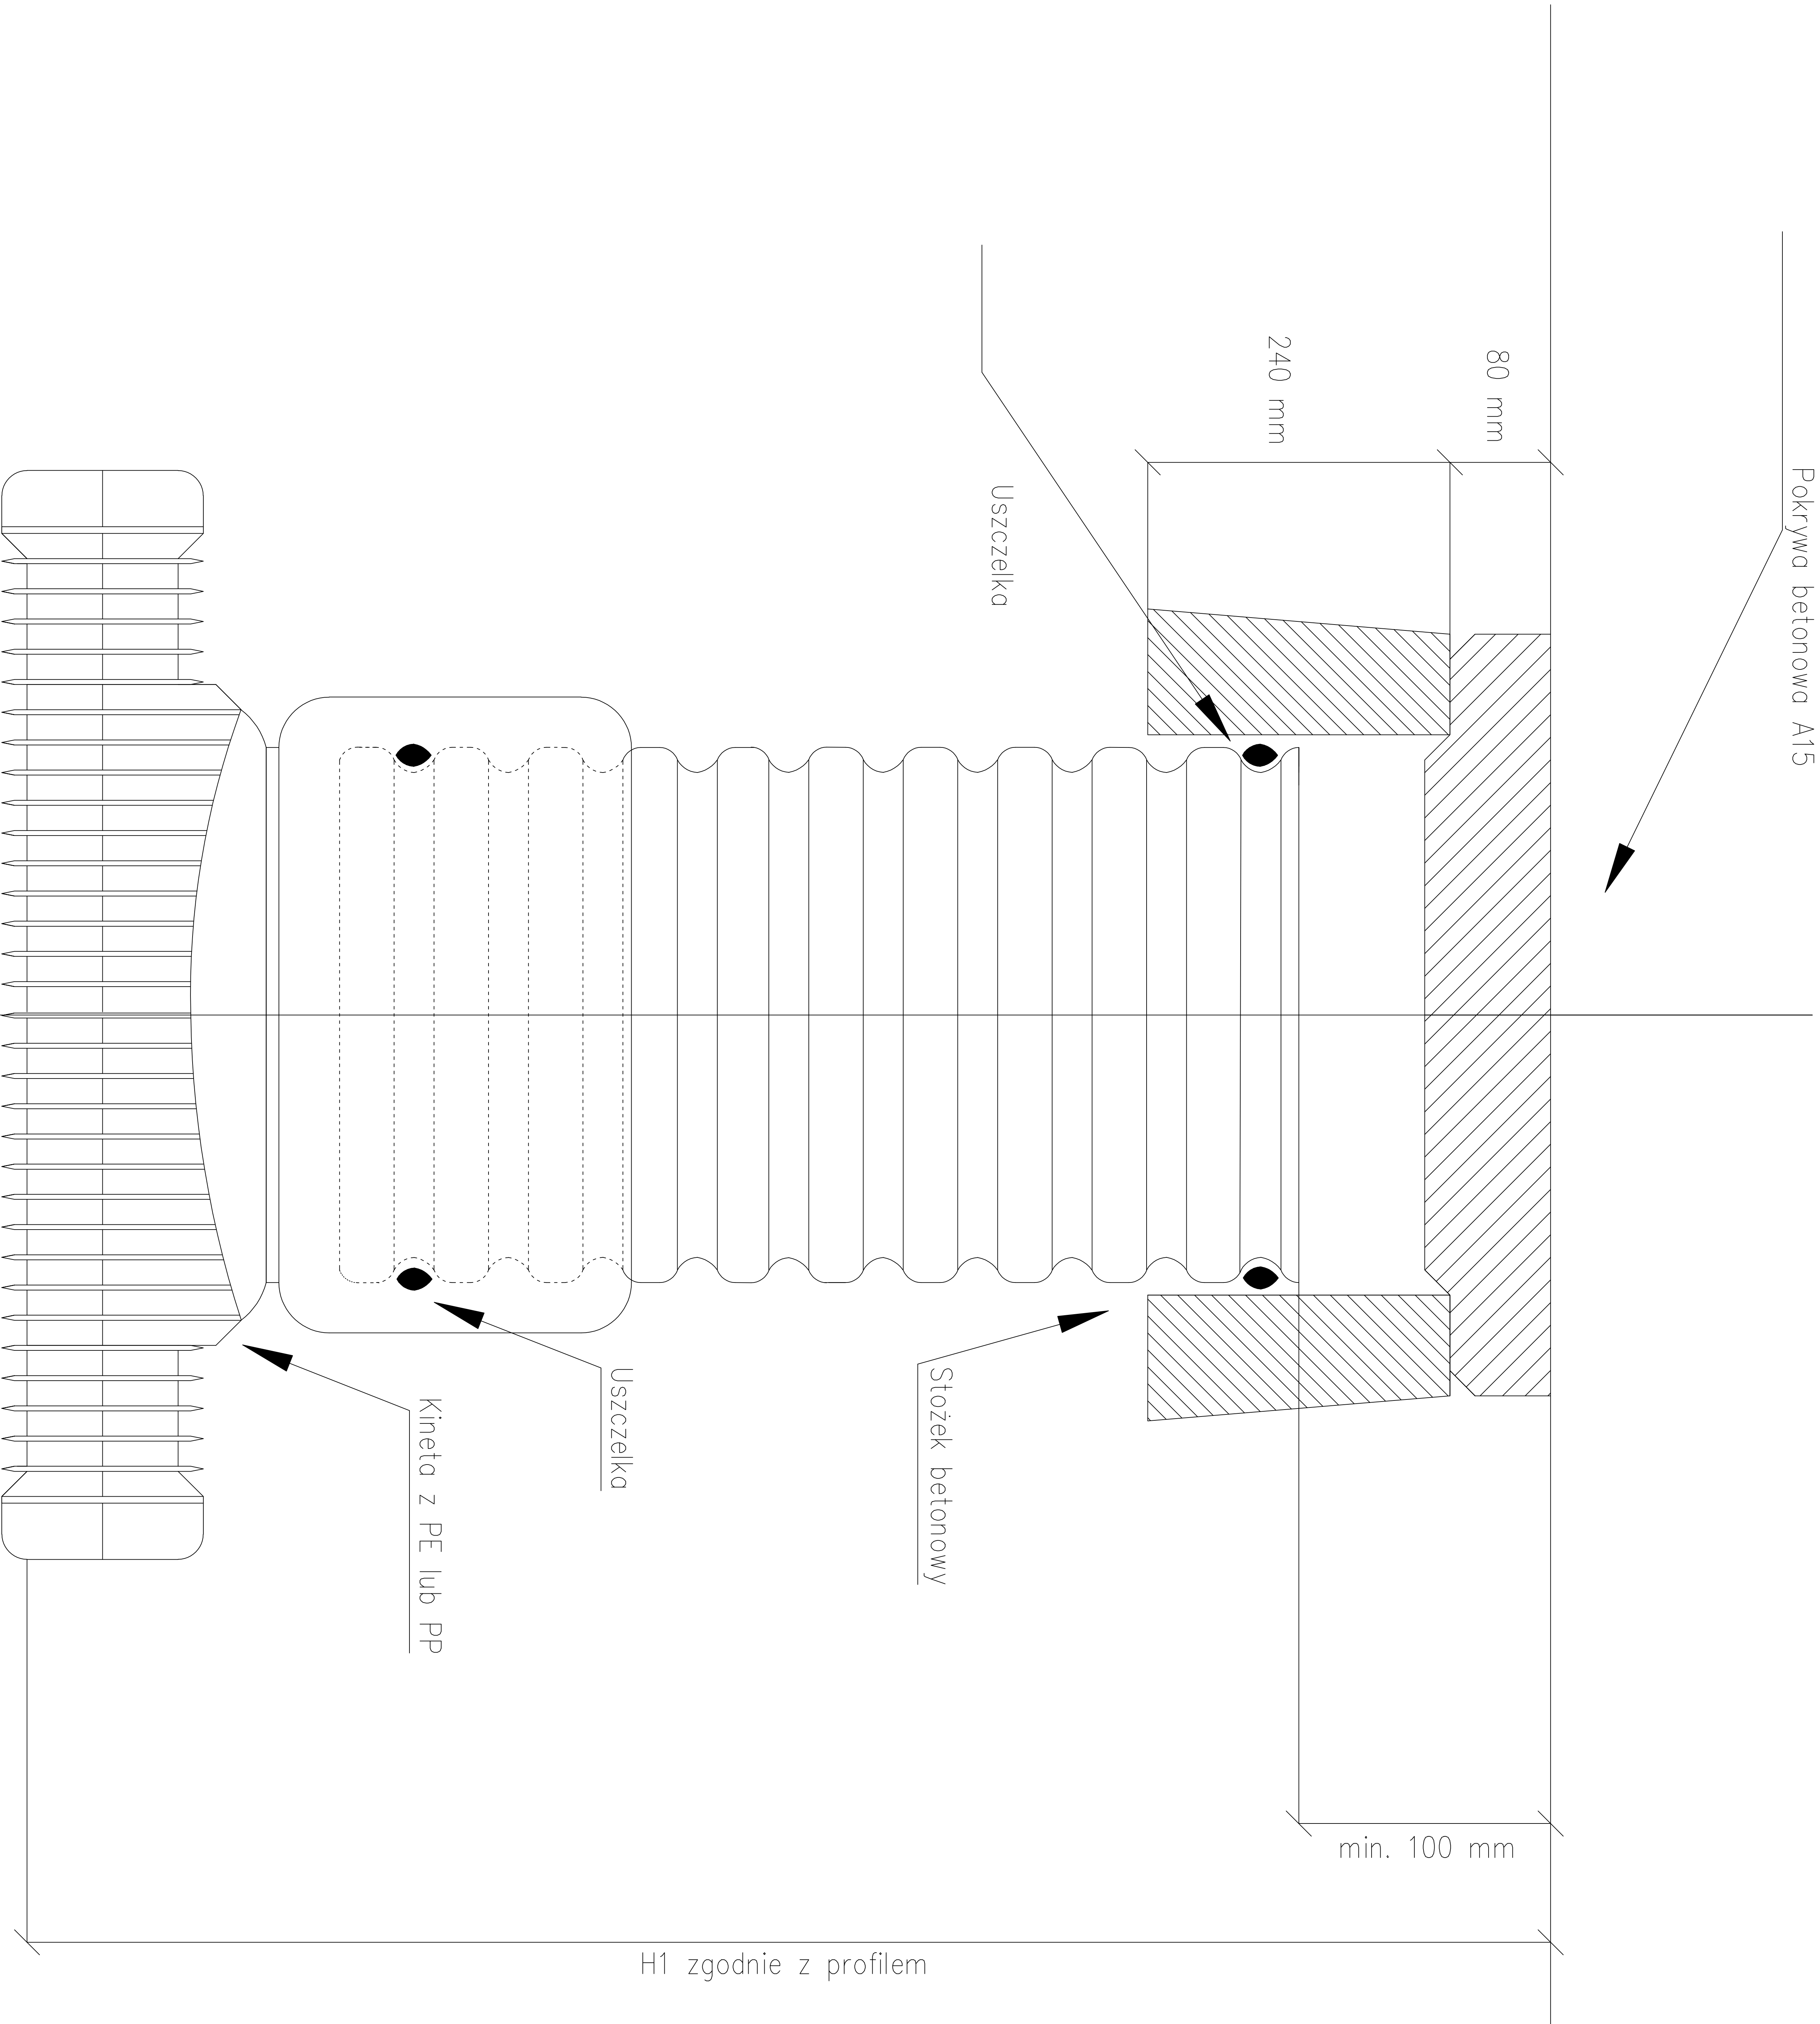 Pokrywa betonowa A15
80 mm
240 mm
Uszczelka
Stożek betonowy
Uszczelka
Kineta z PE lub PP
min. 100 mm
H1 zgodnie z profilem